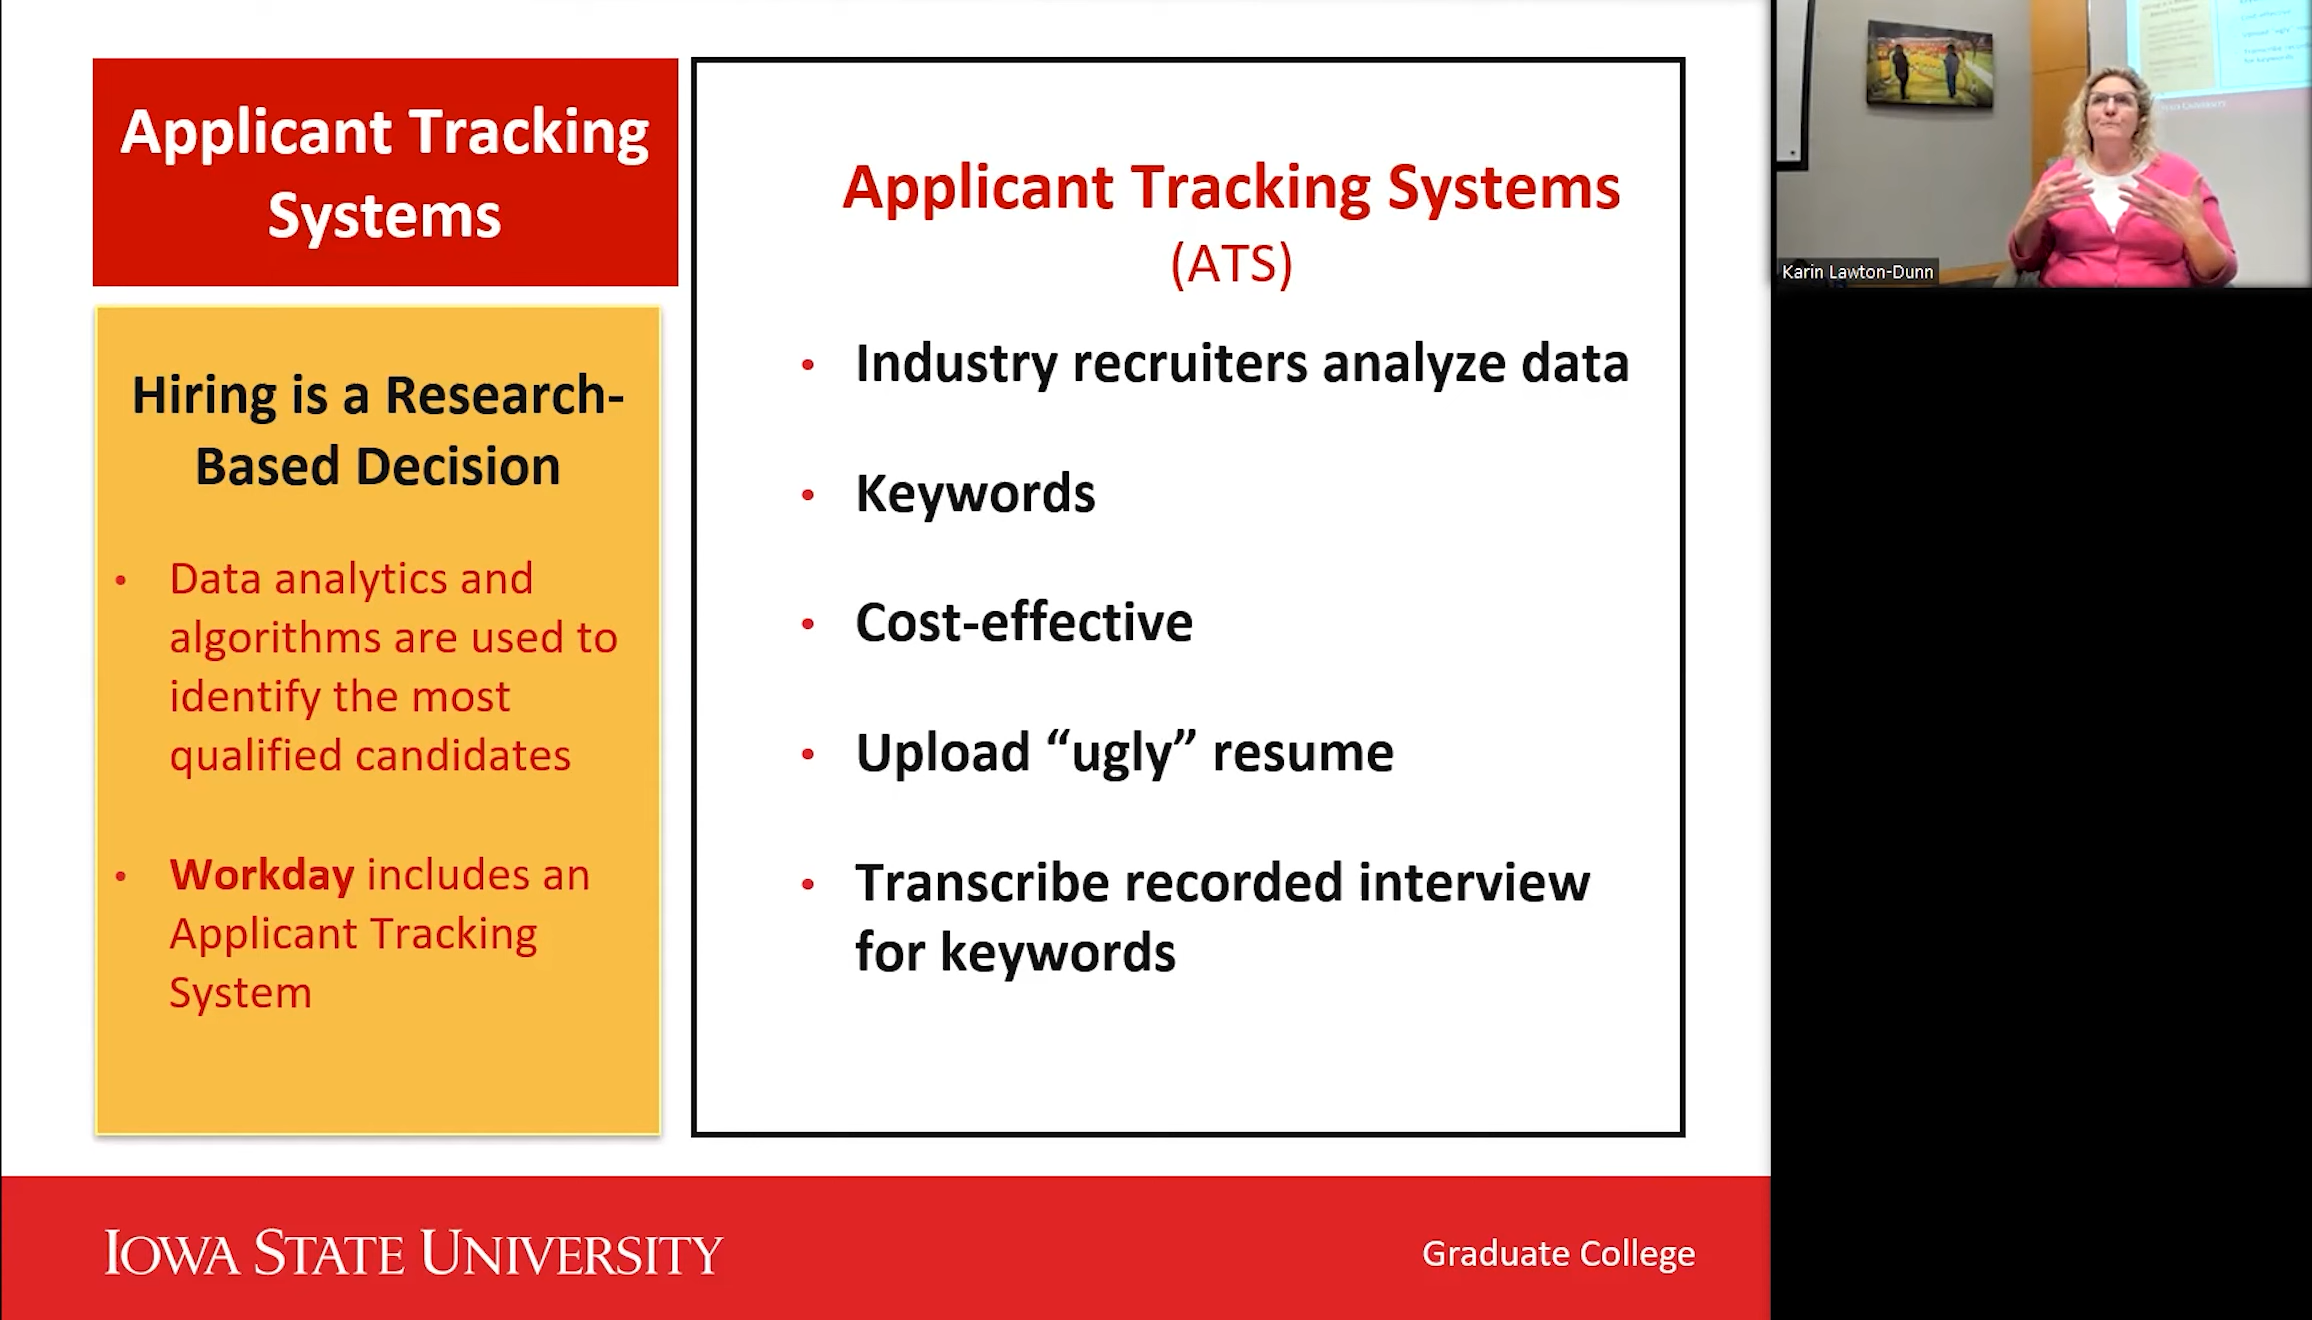 Applicant Tracking
Systems
Hiring is a Research-
Based Decision
• Data analytics and
algorithms are used to
identify the most
qualified candidates
• Workday includes an
Applicant Tracking
System
Applicant Tracking Systems
(ATS)
• Industry recruiters analyze data
• Keywords
• Cost-effective
• Upload “ugly” resume
• Transcribe recorded interview
for keywords
IOWA STATE UNIVERSITY
Graduate College
Karin Lawton-Dunn